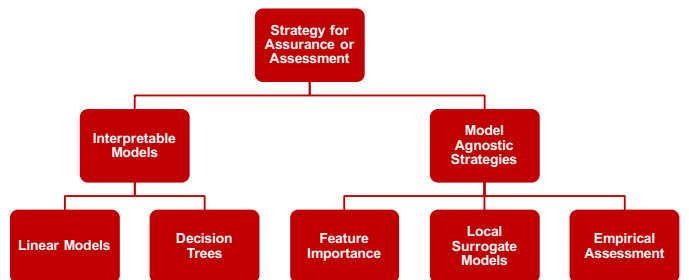 Strategy for
Assurance or
Assessment
Interpretable
Models
Model
Agnostic
Strategies
Linear Models
Decision
Trees
Feature
Importance
Local
Surrogate
Models
Empirical
Assessment